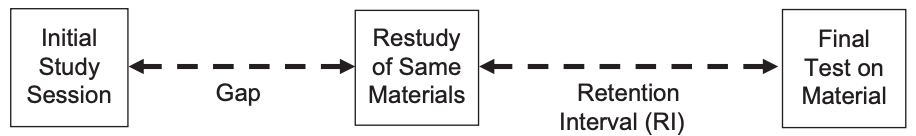 Initial
Study
Session
Gap
Restudy
of Same
Materials
Retention
Interval (RI)
Final
Test on
Material